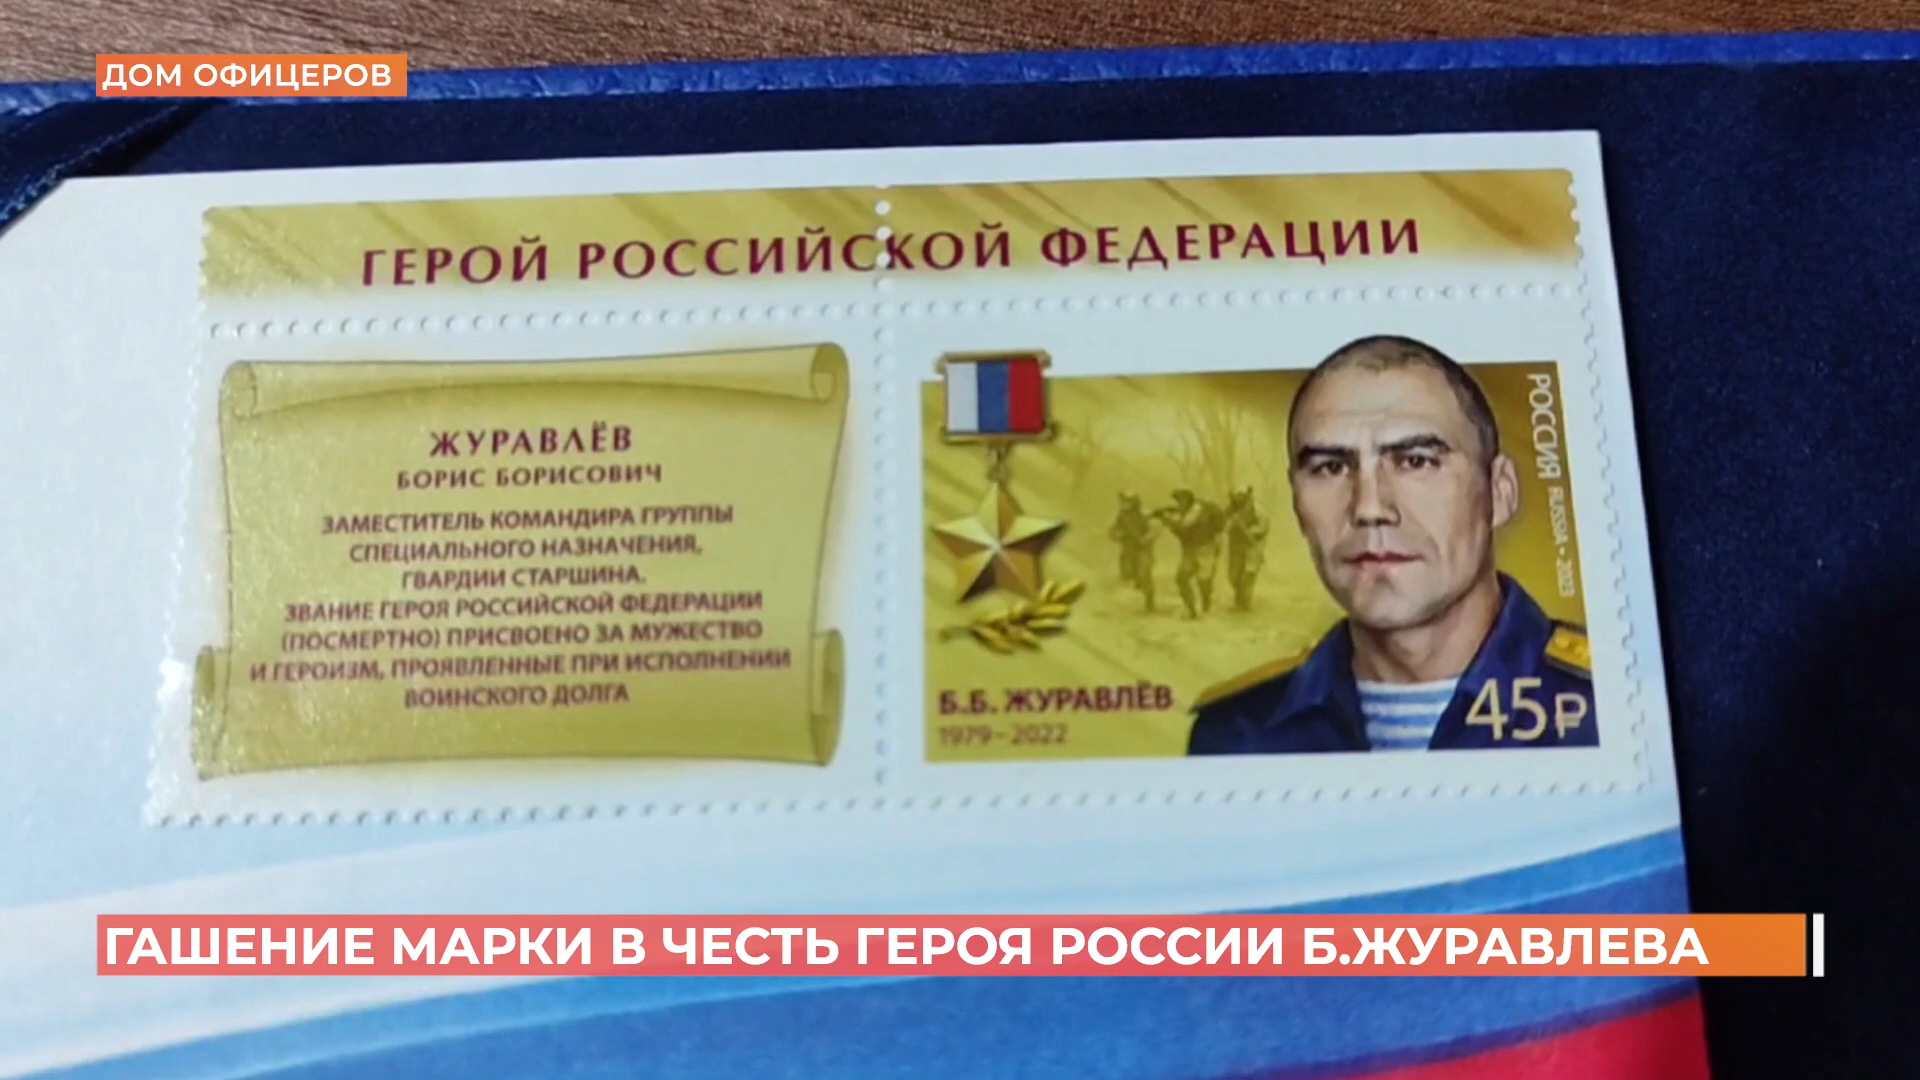 ДОМ ОФИЦЕРОВ
ГЕРОЙ РОССИЙСКОЙ ФЕДЕРАЦИИ
ЖУРАВЛЁВ
БОРИС БОРИСОВИЧ
ЗАМЕСТИТЕЛЬ КОМАНДИРА ГРУППЫ
СПЕЦИАЛЬНОГО НАЗНАЧЕНИЯ,
ГВАРДИИ СТАРШИНА.
ЗВАНИЕ ГЕРОЯ РОССИЙСКОЙ ФЕДЕРАЦИИ
(ПОСМЕРТНО) ПРИСВОЕНО ЗА МУЖЕСТВО
И ГЕРОИЗМ, ПРОЯВЛЕННЫЕ ПРИ ИСПОЛНЕНИИ
ВОИНСКОГО ДОЛГА
РОССИЯ RUSSIA • 2023
Б.Б. ЖУРАВЛЁВ
1979–2022
45₽
ГАШЕНИЕ МАРКИ В ЧЕСТЬ ГЕРОЯ РОССИИ Б.ЖУРАВЛЕВА